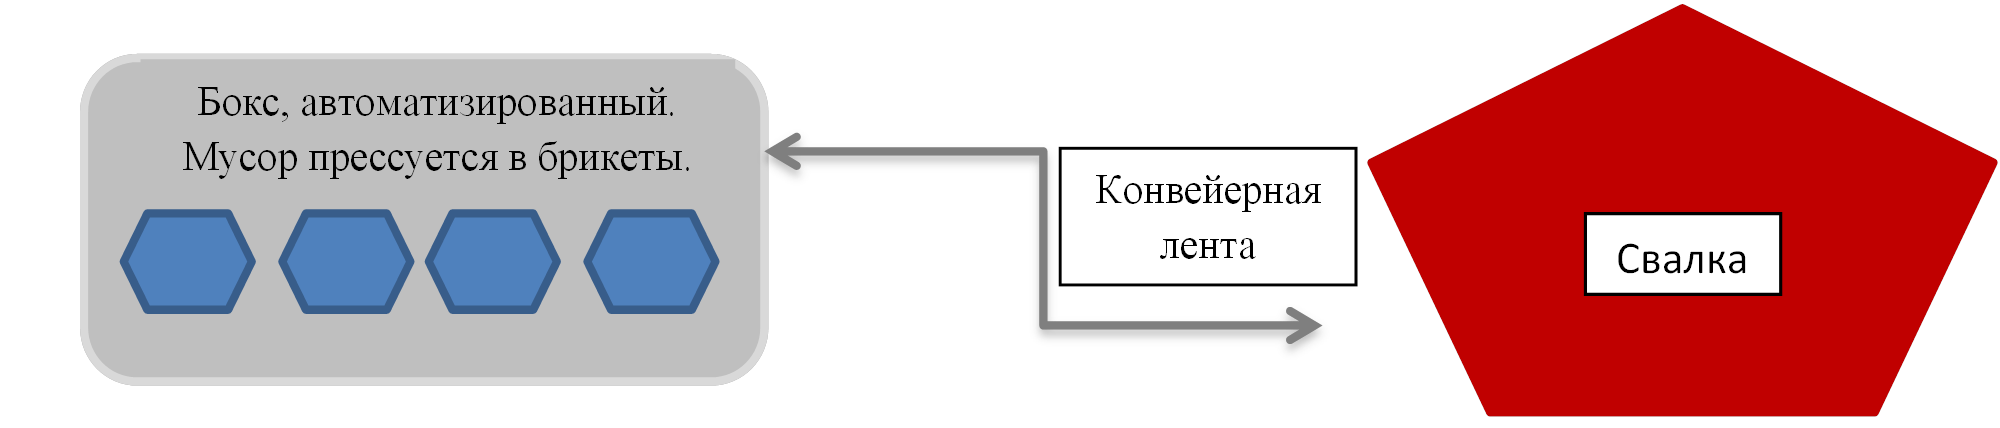 Бокс, автоматизированный.
Мусор прессуется в брикеты.
Конвейерная
лента
Свалка